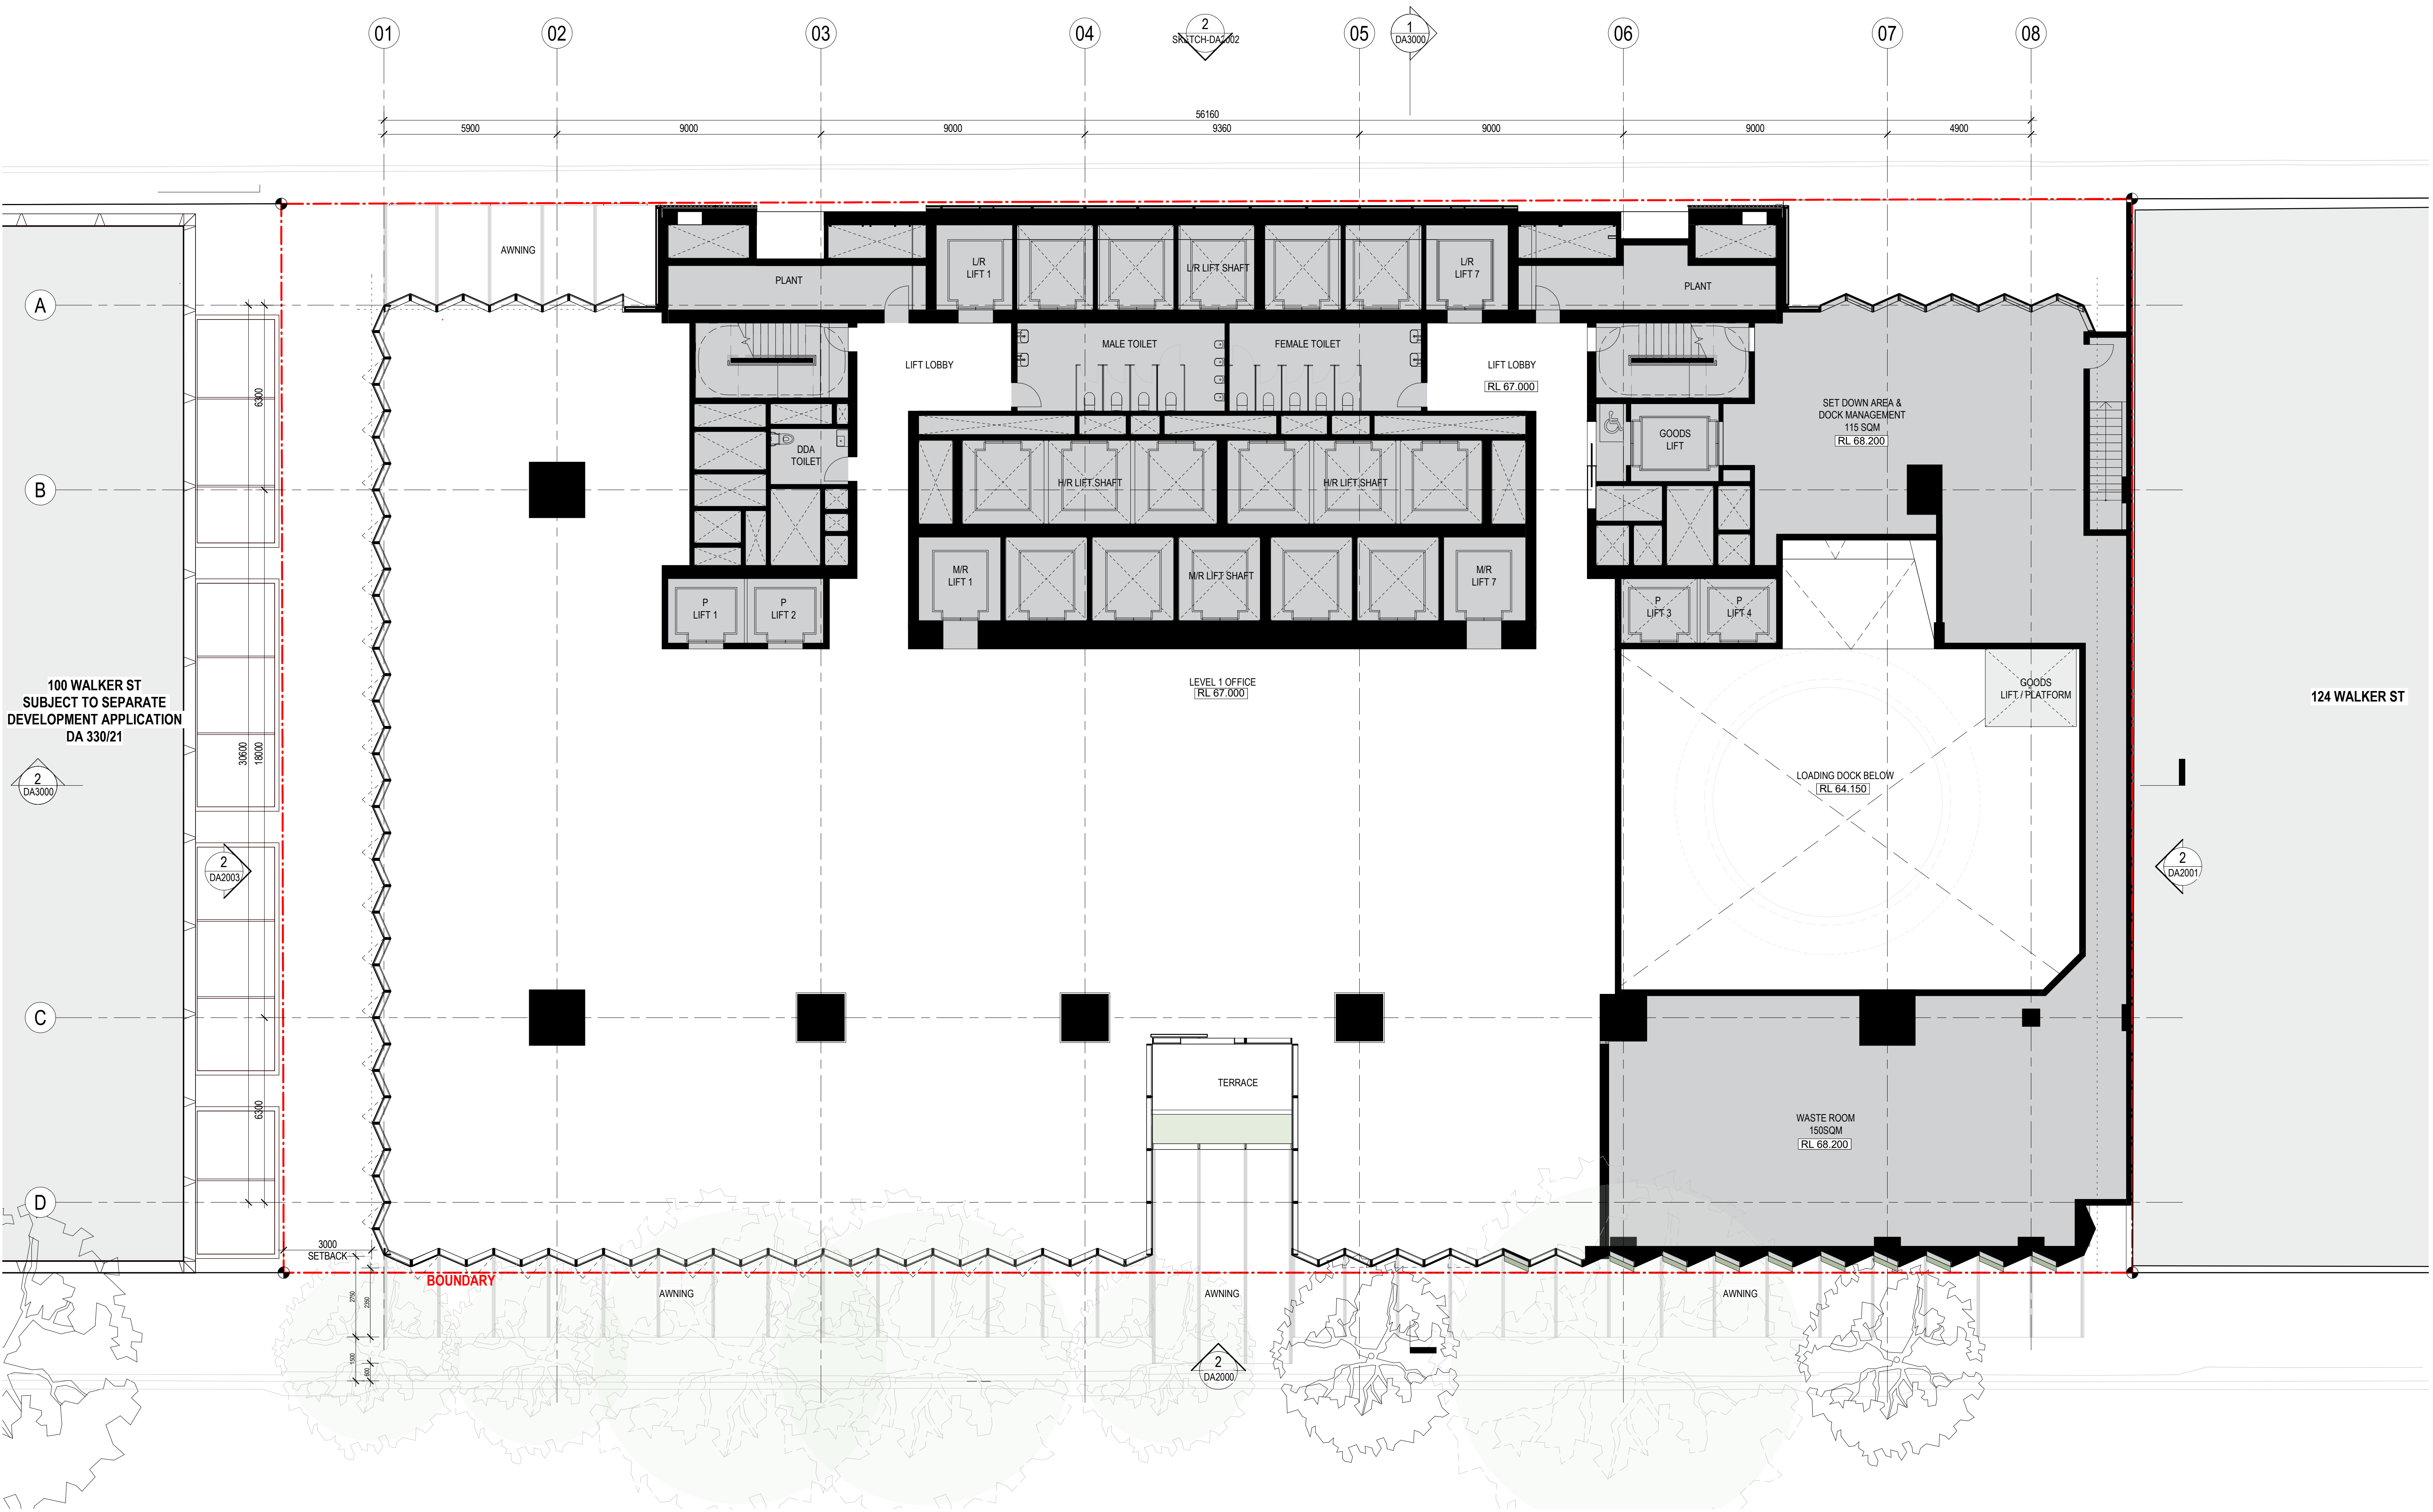 01
02
03
04
2
SKETCH-DA2002
05
1
DA3000
06
07
08
56160
5900
9000
9000
9360
9000
9000
4900
A
B
C
D
AWNING
PLANT
L/R
LIFT 1
L/R LIFT SHAFT
L/R
LIFT 7
PLANT
LIFT LOBBY
MALE TOILET
FEMALE TOILET
LIFT LOBBY
RL 67.000
SET DOWN AREA &
DOCK MANAGEMENT
115 SQM
RL 68.200
GOODS
LIFT
DDA
TOILET
H/R LIFT SHAFT
H/R LIFT SHAFT
M/R
LIFT 1
M/R LIFT SHAFT
M/R
LIFT 7
P
LIFT 1
P
LIFT 2
P
LIFT 3
P
LIFT 4
6300
30600
18000
6300
100 WALKER ST
SUBJECT TO SEPARATE
DEVELOPMENT APPLICATION
DA 330/21
2
DA3000
2
DA2003
LEVEL 1 OFFICE
RL 67.000
GOODS
LIFT / PLATFORM
124 WALKER ST
LOADING DOCK BELOW
RL 64.150
2
DA2001
TERRACE
WASTE ROOM
150SQM
RL 68.200
3000
SETBACK
BOUNDARY
2750
2350
1500
600
AWNING
AWNING
AWNING
2
DA2000